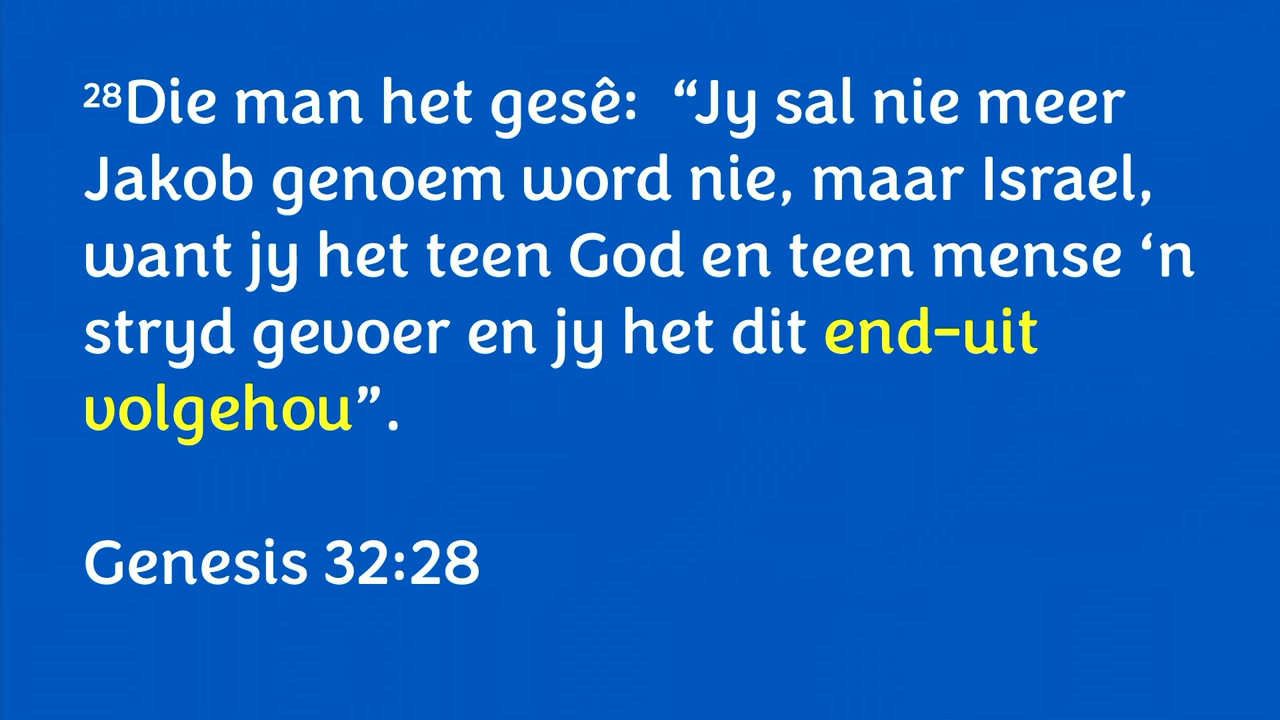 ²⁸Die man het gesê:  “Jy sal nie meer
Jakob genoem word nie, maar Israel,
want jy het teen God en teen mense ‘n
stryd gevoer en jy het dit end-uit
volgehou”.
Genesis 32:28